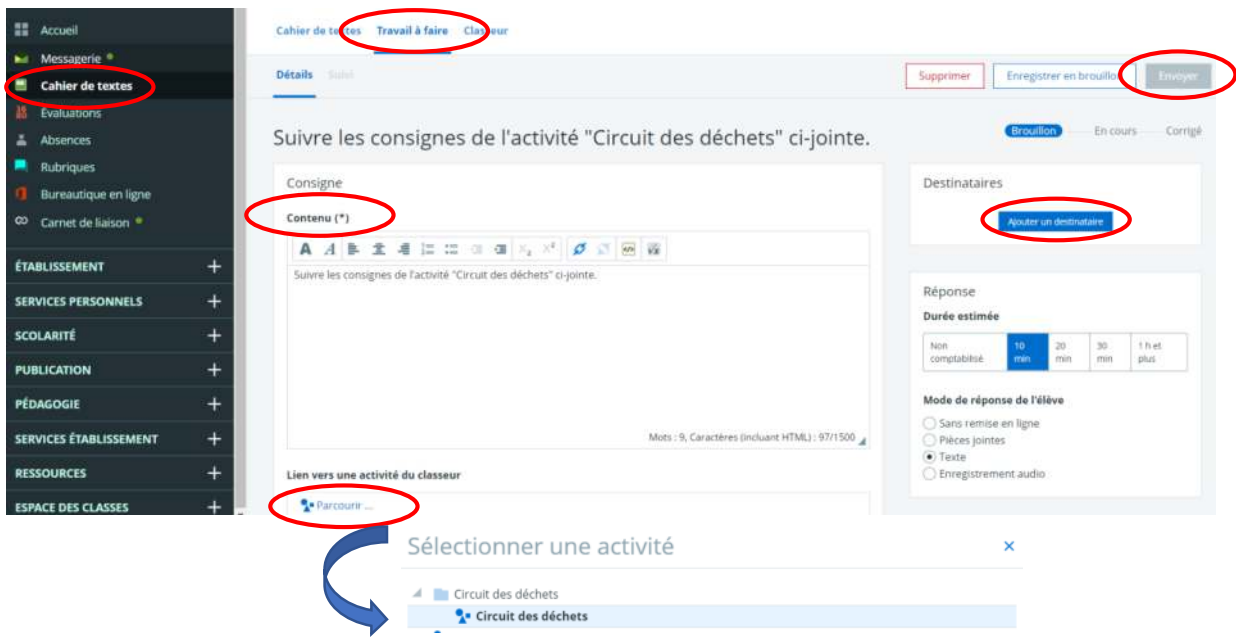 Accueil
Messagerie
Cahier de textes
Évaluations
Absences
Rubriques
Bureautique en ligne
Carnet de liaison
ÉTABLISSEMENT +
SERVICES PERSONNELS +
SCOLARITÉ +
PUBLICATION +
PÉDAGOGIE +
SERVICES ÉTABLISSEMENT +
RESSOURCES +
ESPACE DES CLASSES +
Cahier de textes Travail à faire Classeur
Détails Suivi
Supprimer Enregistrer en brouillon Envoyer
Suivre les consignes de l'activité "Circuit des déchets" ci-jointe.
Brouillon En cours Corrigé
Consigne
Contenu (*)
Suivre les consignes de l'activité "Circuit des déchets" ci-jointe.
Mots : 9, Caractères (incluant HTML) : 97/1500
Lien vers une activité du classeur
Parcourir ...
Destinataires
Ajouter un destinataire
Réponse
Durée estimée
Non comptabilisé 10 min 20 min 30 min 1 h et plus
Mode de réponse de l'élève
Sans remise en ligne
Pièces jointes
Texte
Enregistrement audio
Sélectionner une activité ×
Circuit des déchets
Circuit des déchets